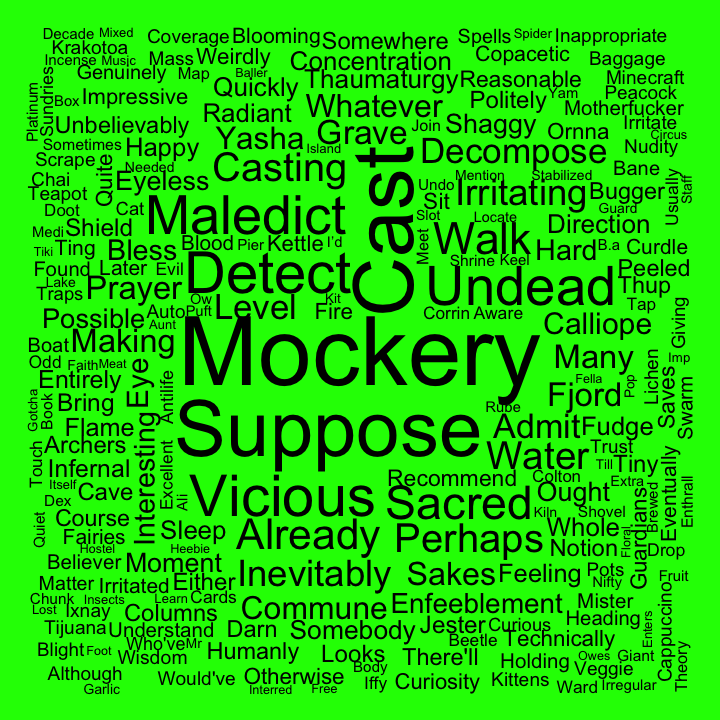 Decade Mixed Coverage Blooming Somewhere Spells Spider Inappropriate
Krakotoa Concentration Copacetic Baggage
Incense Music Mass Weirdly
Genuinely Map Baller Thaumaturgy Reasonable Minecraft
Platinum Sundries Box Impressive Quickly Whatever Politely Yam Peacock
Radiant Motherfucker
Unbelievably Yasha Grave Join Shaggy Ornna Irritate
Sometimes Happy Island Decompose Circus
Scrape Quite Needed Casting Cast Mention Stabilized Nudity
Chai Eyeless Undo Irritating Bane Usually Staff
Teapot Sit Bugger
Doot Cat Maledict Slot Locate Guard
Medi Shield Meet Walk Direction
Tiki Ting Bless Blood Pier Kettle I'd Hard B.a Curdle
Found Later Evil Detect Shrine Keel Peeled
Lake Prayer Undead Thup
Traps Ow Kit
Possible Auto Puft Level Fire Corrin Aware Calliope Tap Giving
Aunt
Boat Making Mockery Many Lichen Imp
Odd Faith Meat Eye
Entirely Antilife Fella Pop Saves Swarm
Gotcha Book Bring Fjord
Flame Suppose Rube Admit Fudge
Touch Archers Interesting Water Trust
Infernal Excellent Till Tiny
Itself Recommend Colton Extra Eventually
Dex Cave Ali Vicious Sacred Ought Brewed Enthrall
Quiet Course Kiln Shovel
Fairies Sleep Already Perhaps Whole Floral Guardians
Hostel Heebie Notion Drop
Believer Moment
Matter Irritated Either Inevitably Sakes Feeling Pots Nifty Fruit
Chunk Insects Learn Cards
Lost Ixnay Columns Commune Enfeeblement Mister Cappuccino
Tijuana Understand Darn Somebody Jester Curious Heading
Who've Mr Beetle Technically Enters
Blight Foot Wisdom Humanly Looks There'll Holding Owes Giant Theory
Although Would've Otherwise Body Iffy Curiosity Kittens Veggie
Garlic Interred Free Ward Irregular